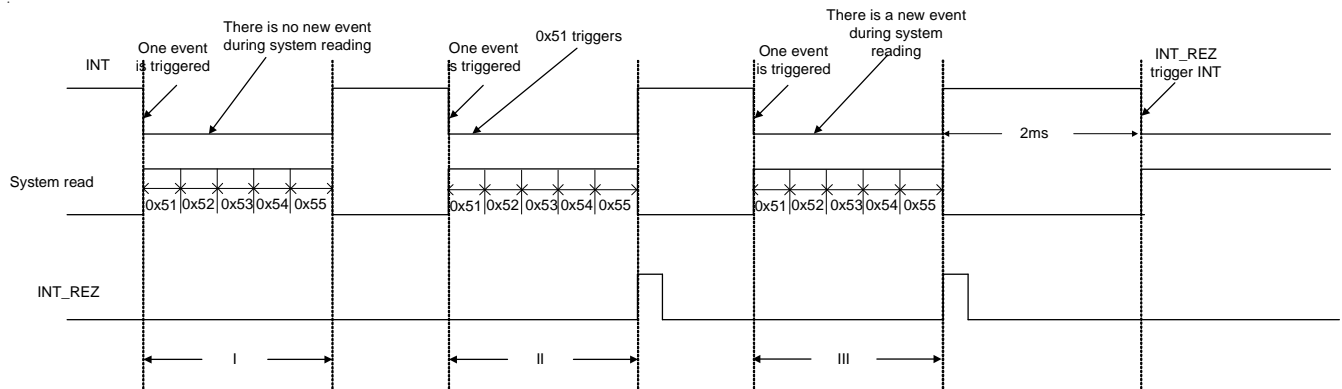 There is no new event
during system reading
One event
is triggered
INT
One event
is triggered
0x51 triggers
There is a new event
during system
reading
One event
is triggered
INT_REZ
trigger INT
2ms
System read
0x51 0x52 0x53 0x54 0x55
0x51 0x52 0x53 0x54 0x55
0x51 0x52 0x53 0x54 0x55
INT_REZ
I
II
III